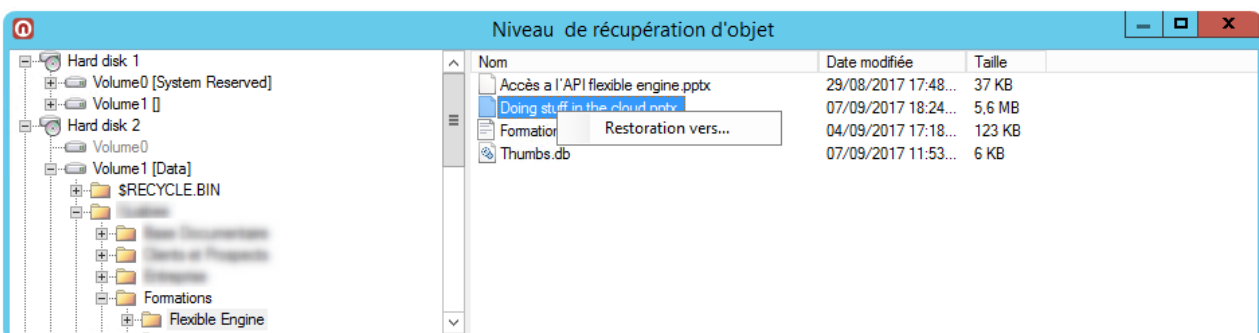 Niveau de récupération d'objet
Hard disk 1
Volume0 [System Reserved]
Volume1 []
Hard disk 2
Volume0
Volume1 [Data]
$RECYCLE.BIN
Formations
Flexible Engine
Nom Date modifiée Taille
Accès a l'API flexible engine.pptx 29/08/2017 17:48... 37 KB
Doing stuff in the cloud.pptx 07/09/2017 18:24... 5,6 MB
Formation 04/09/2017 17:18... 123 KB
Restoration vers...
Thumbs.db 07/09/2017 11:53... 6 KB